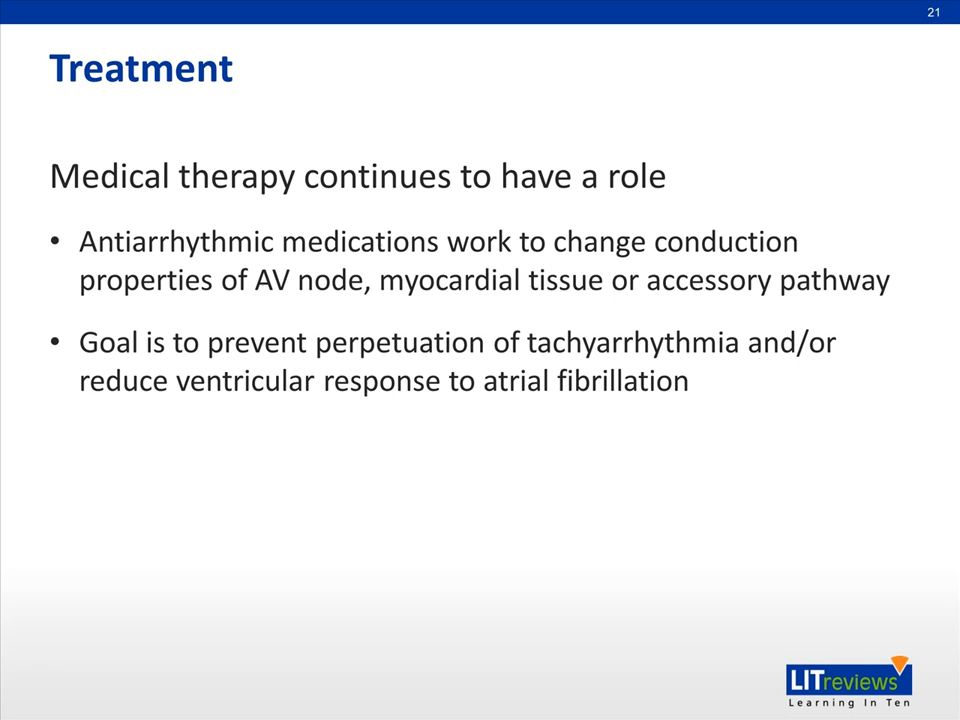 21
Treatment
Medical therapy continues to have a role
• Antiarrhythmic medications work to change conduction
properties of AV node, myocardial tissue or accessory pathway
• Goal is to prevent perpetuation of tachyarrhythmia and/or
reduce ventricular response to atrial fibrillation
LITreviews
Learning In Ten